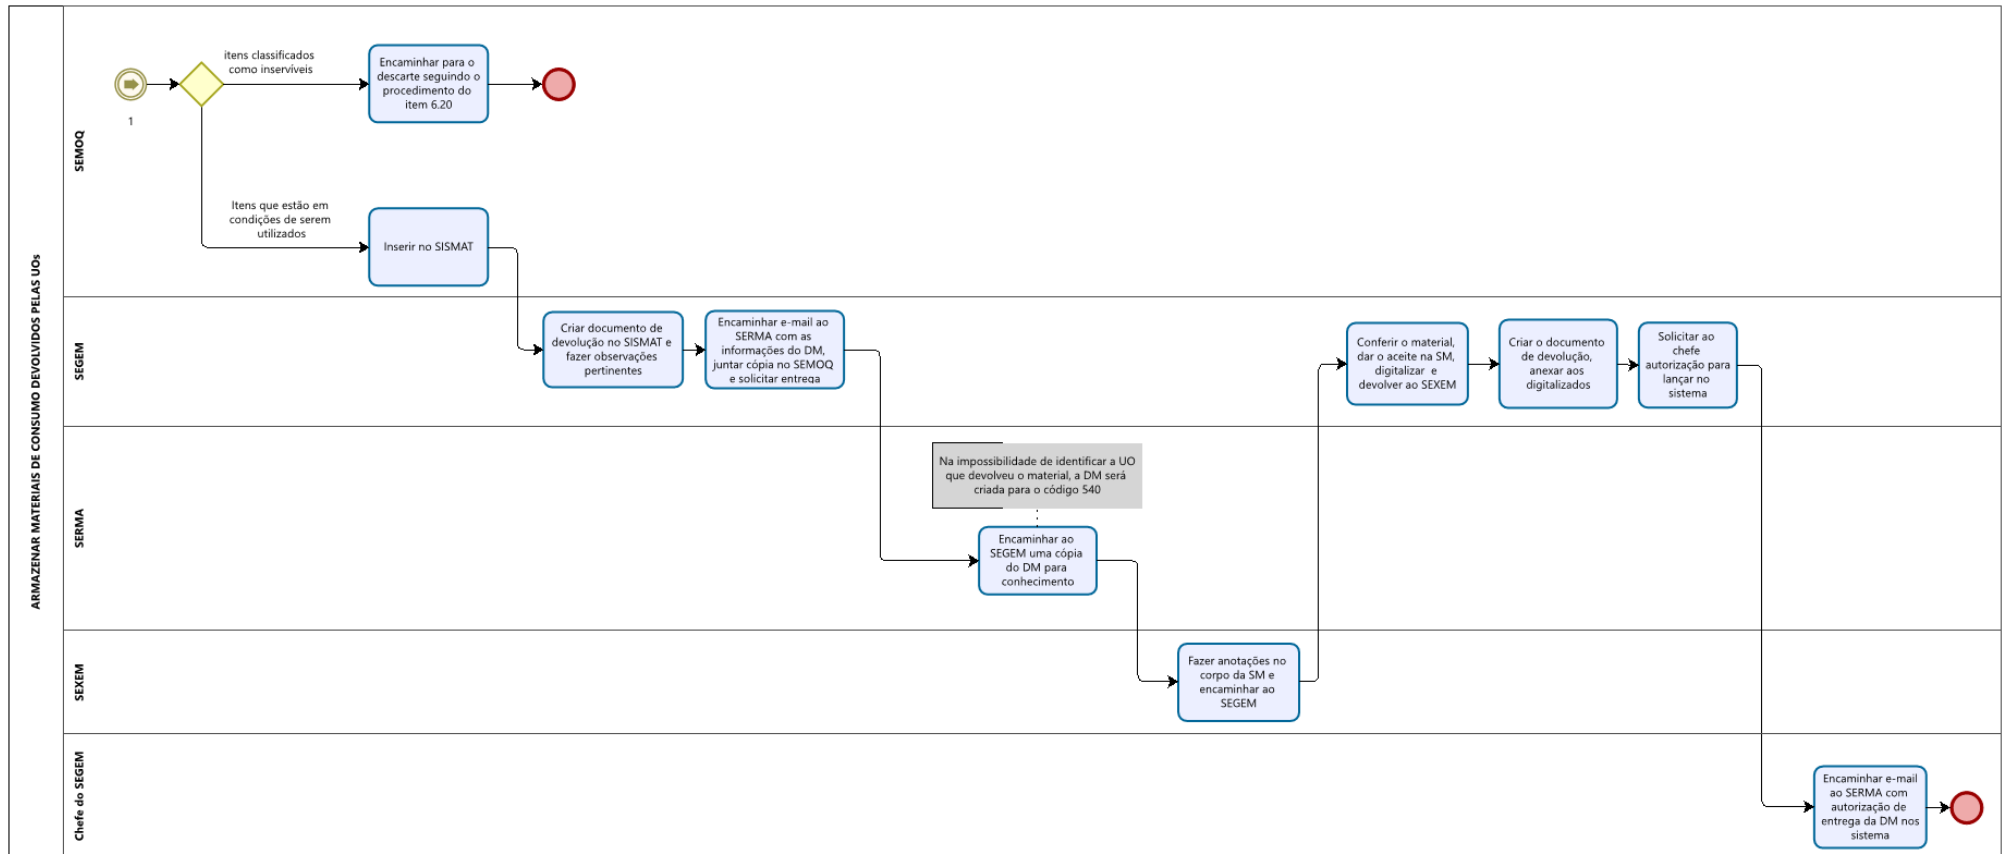 ARMAZENAR MATERIAIS DE CONSUMO DEVOLVIDOS PELAS UOs
SEMOQ
1
itens classificados
como inservíveis
Encaminhar para o
descarte seguindo o
procedimento do
item 6.20
Itens que estão em
condições de serem
utilizados
Inserir no SISMAT
SEGEM
Criar documento de
devolução no SISMAT e
fazer observações
pertinentes
Encaminhar e-mail ao
SERMA com as
informações do DM,
juntar cópia no SEMOQ
e solicitar entrega
Conferir o material,
dar o aceite na SM,
digitalizar e
devolver ao SEXEM
Criar o documento
de devolução,
anexar aos
digitalizados
Solicitar ao
chefe
autorização para
lançar no
sistema
SERMA
Na impossibilidade de identificar a UO
que devolveu o material, a DM será
criada para o código 540
Encaminhar ao
SEGEM uma cópia
do DM para
conhecimento
SEXEM
Fazer anotações no
corpo da SM e
encaminhar ao
SEGEM
Chefe do SEGEM
Encaminhar e-mail
ao SERMA com
autorização de
entrega da DM nos
sistema